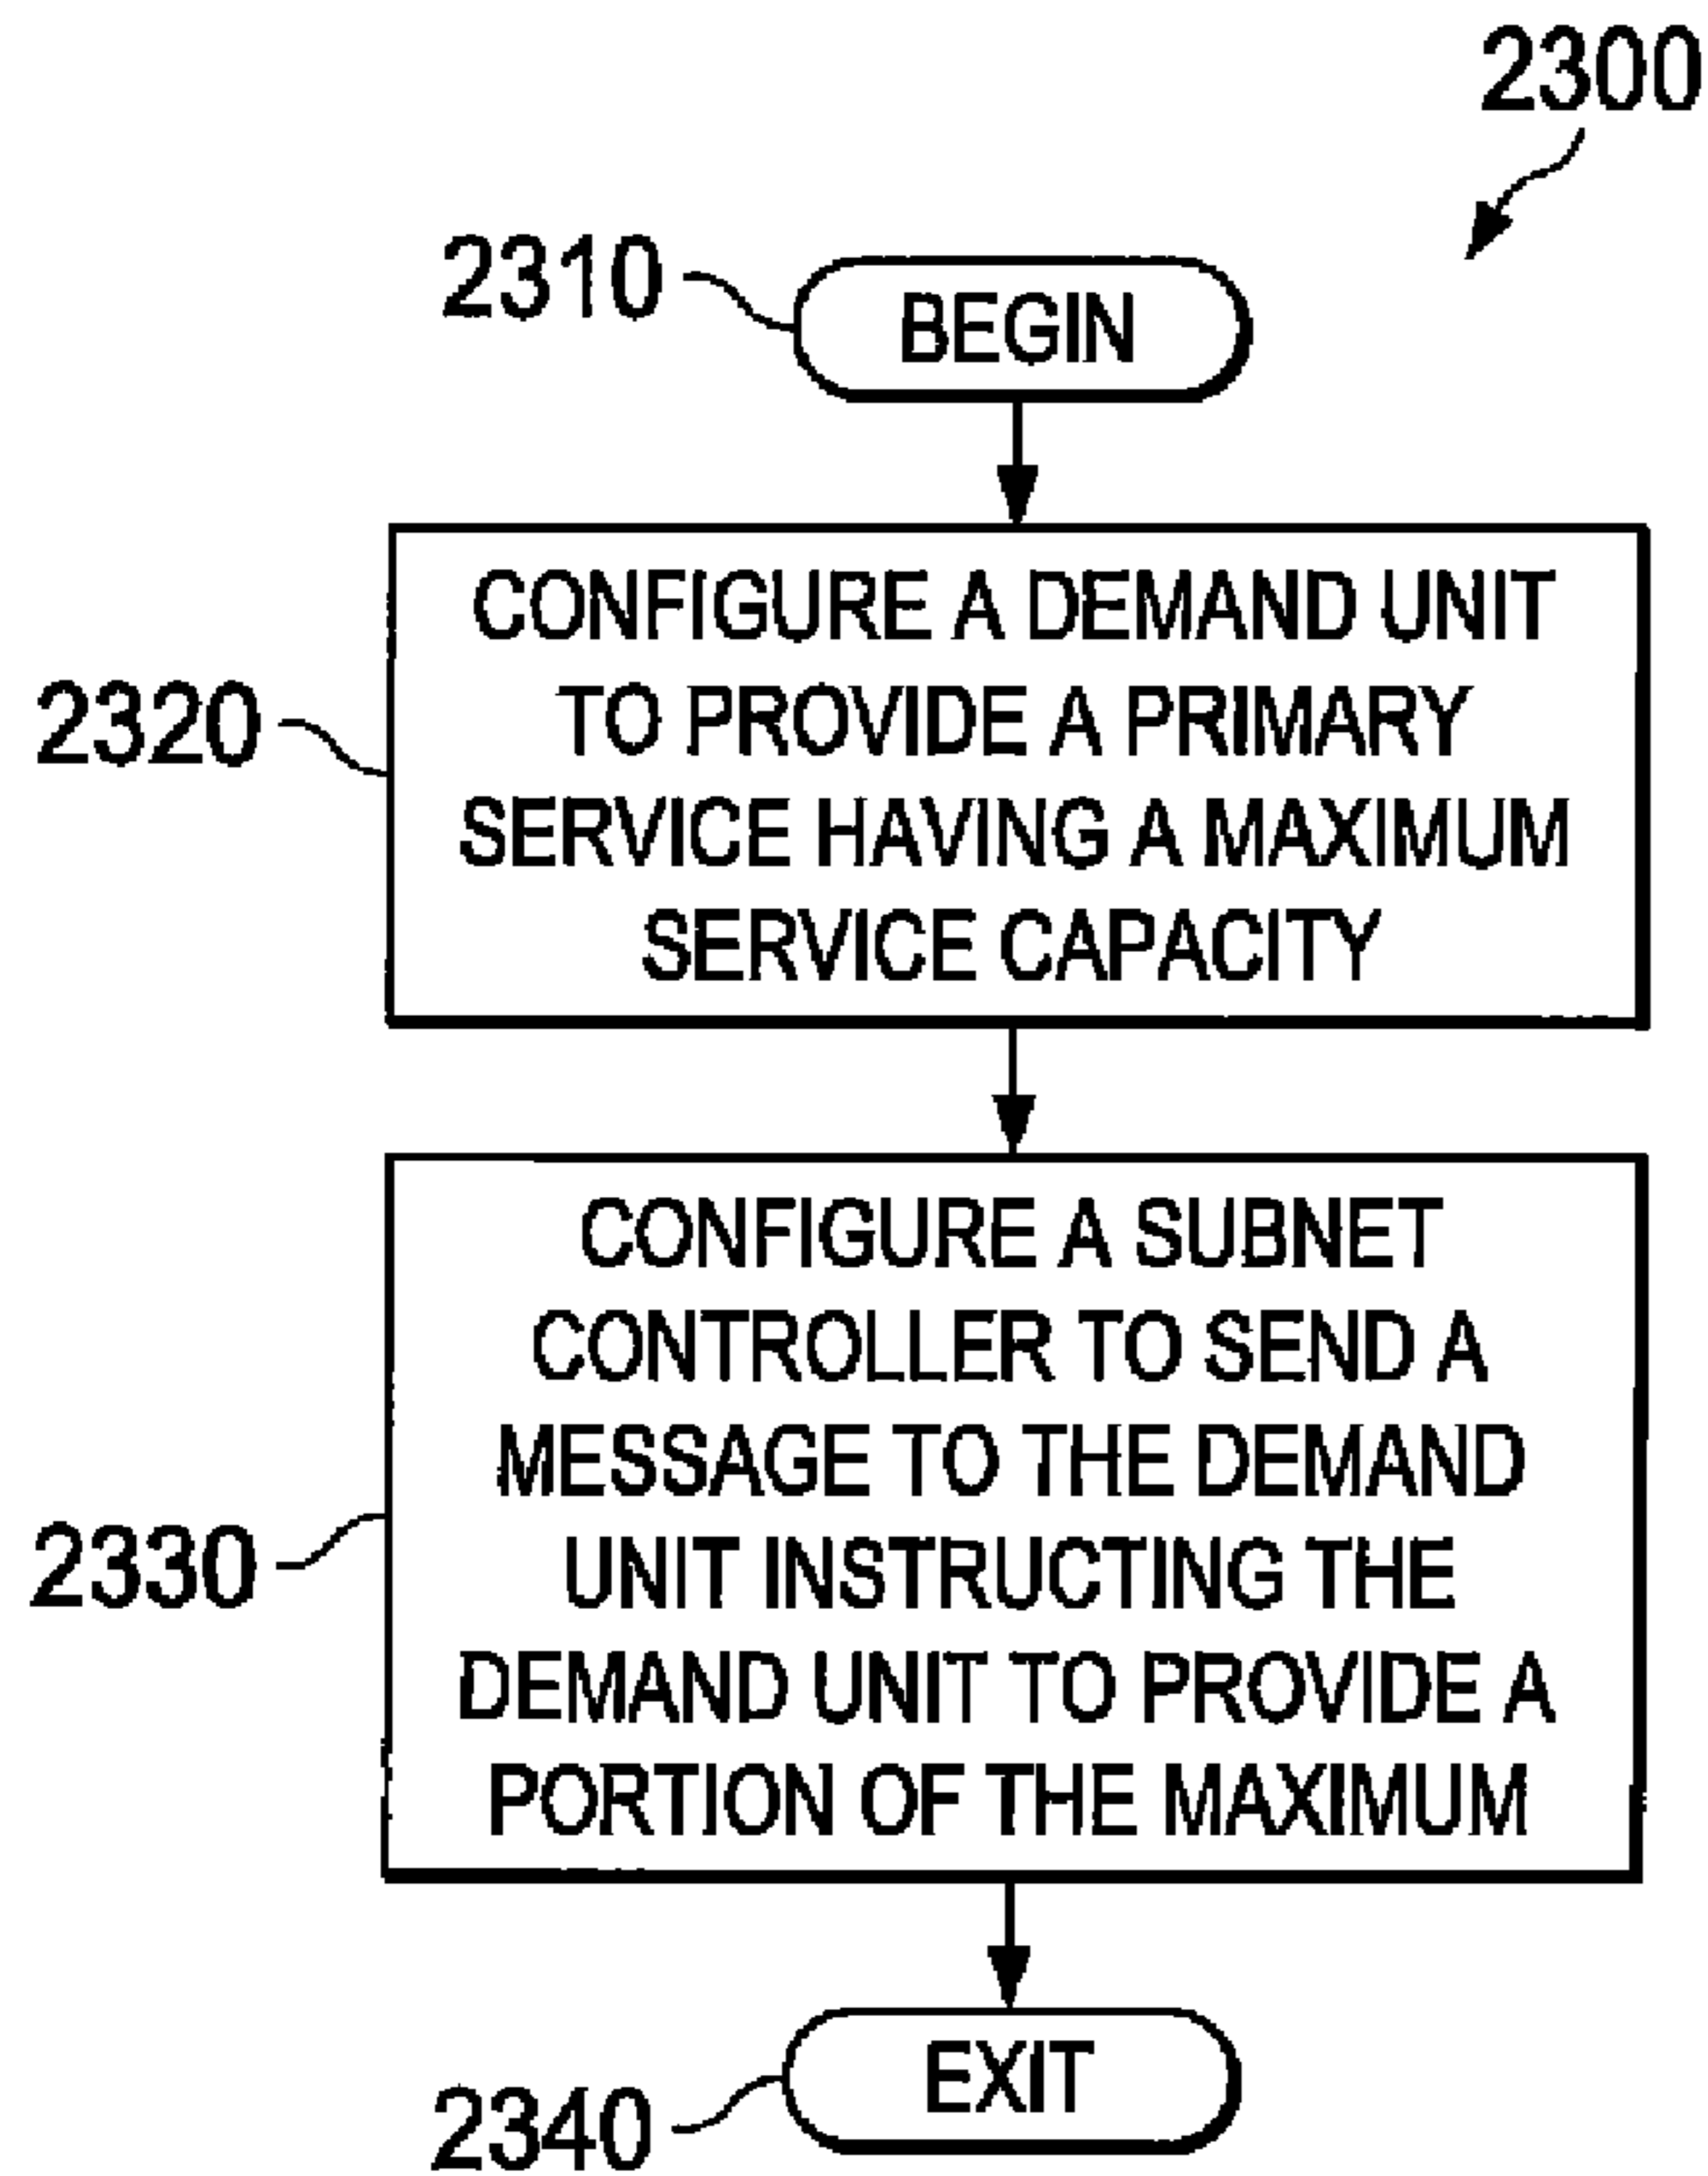 2300
2310
BEGIN
2320
CONFIGURE A DEMAND UNIT
TO PROVIDE A PRIMARY
SERVICE HAVING A MAXIMUM
SERVICE CAPACITY
2330
CONFIGURE A SUBNET
CONTROLLER TO SEND A
MESSAGE TO THE DEMAND
UNIT INSTRUCTING THE
DEMAND UNIT TO PROVIDE A
PORTION OF THE MAXIMUM
2340
EXIT